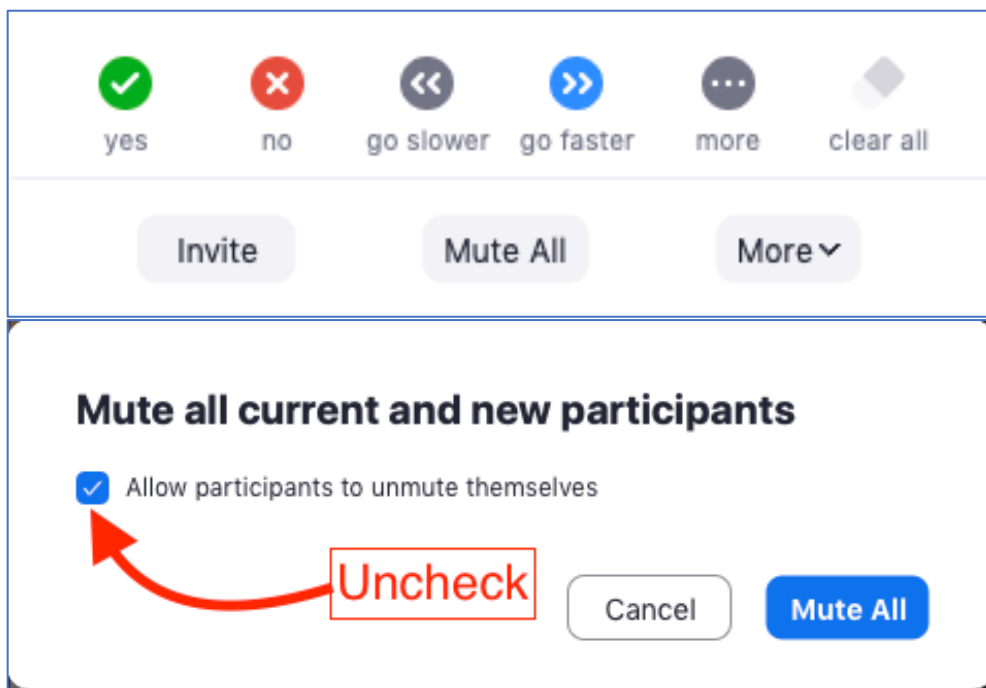 yes no go slower go faster more clear all
Invite Mute All More
Mute all current and new participants
Allow participants to unmute themselves
Uncheck
Cancel Mute All